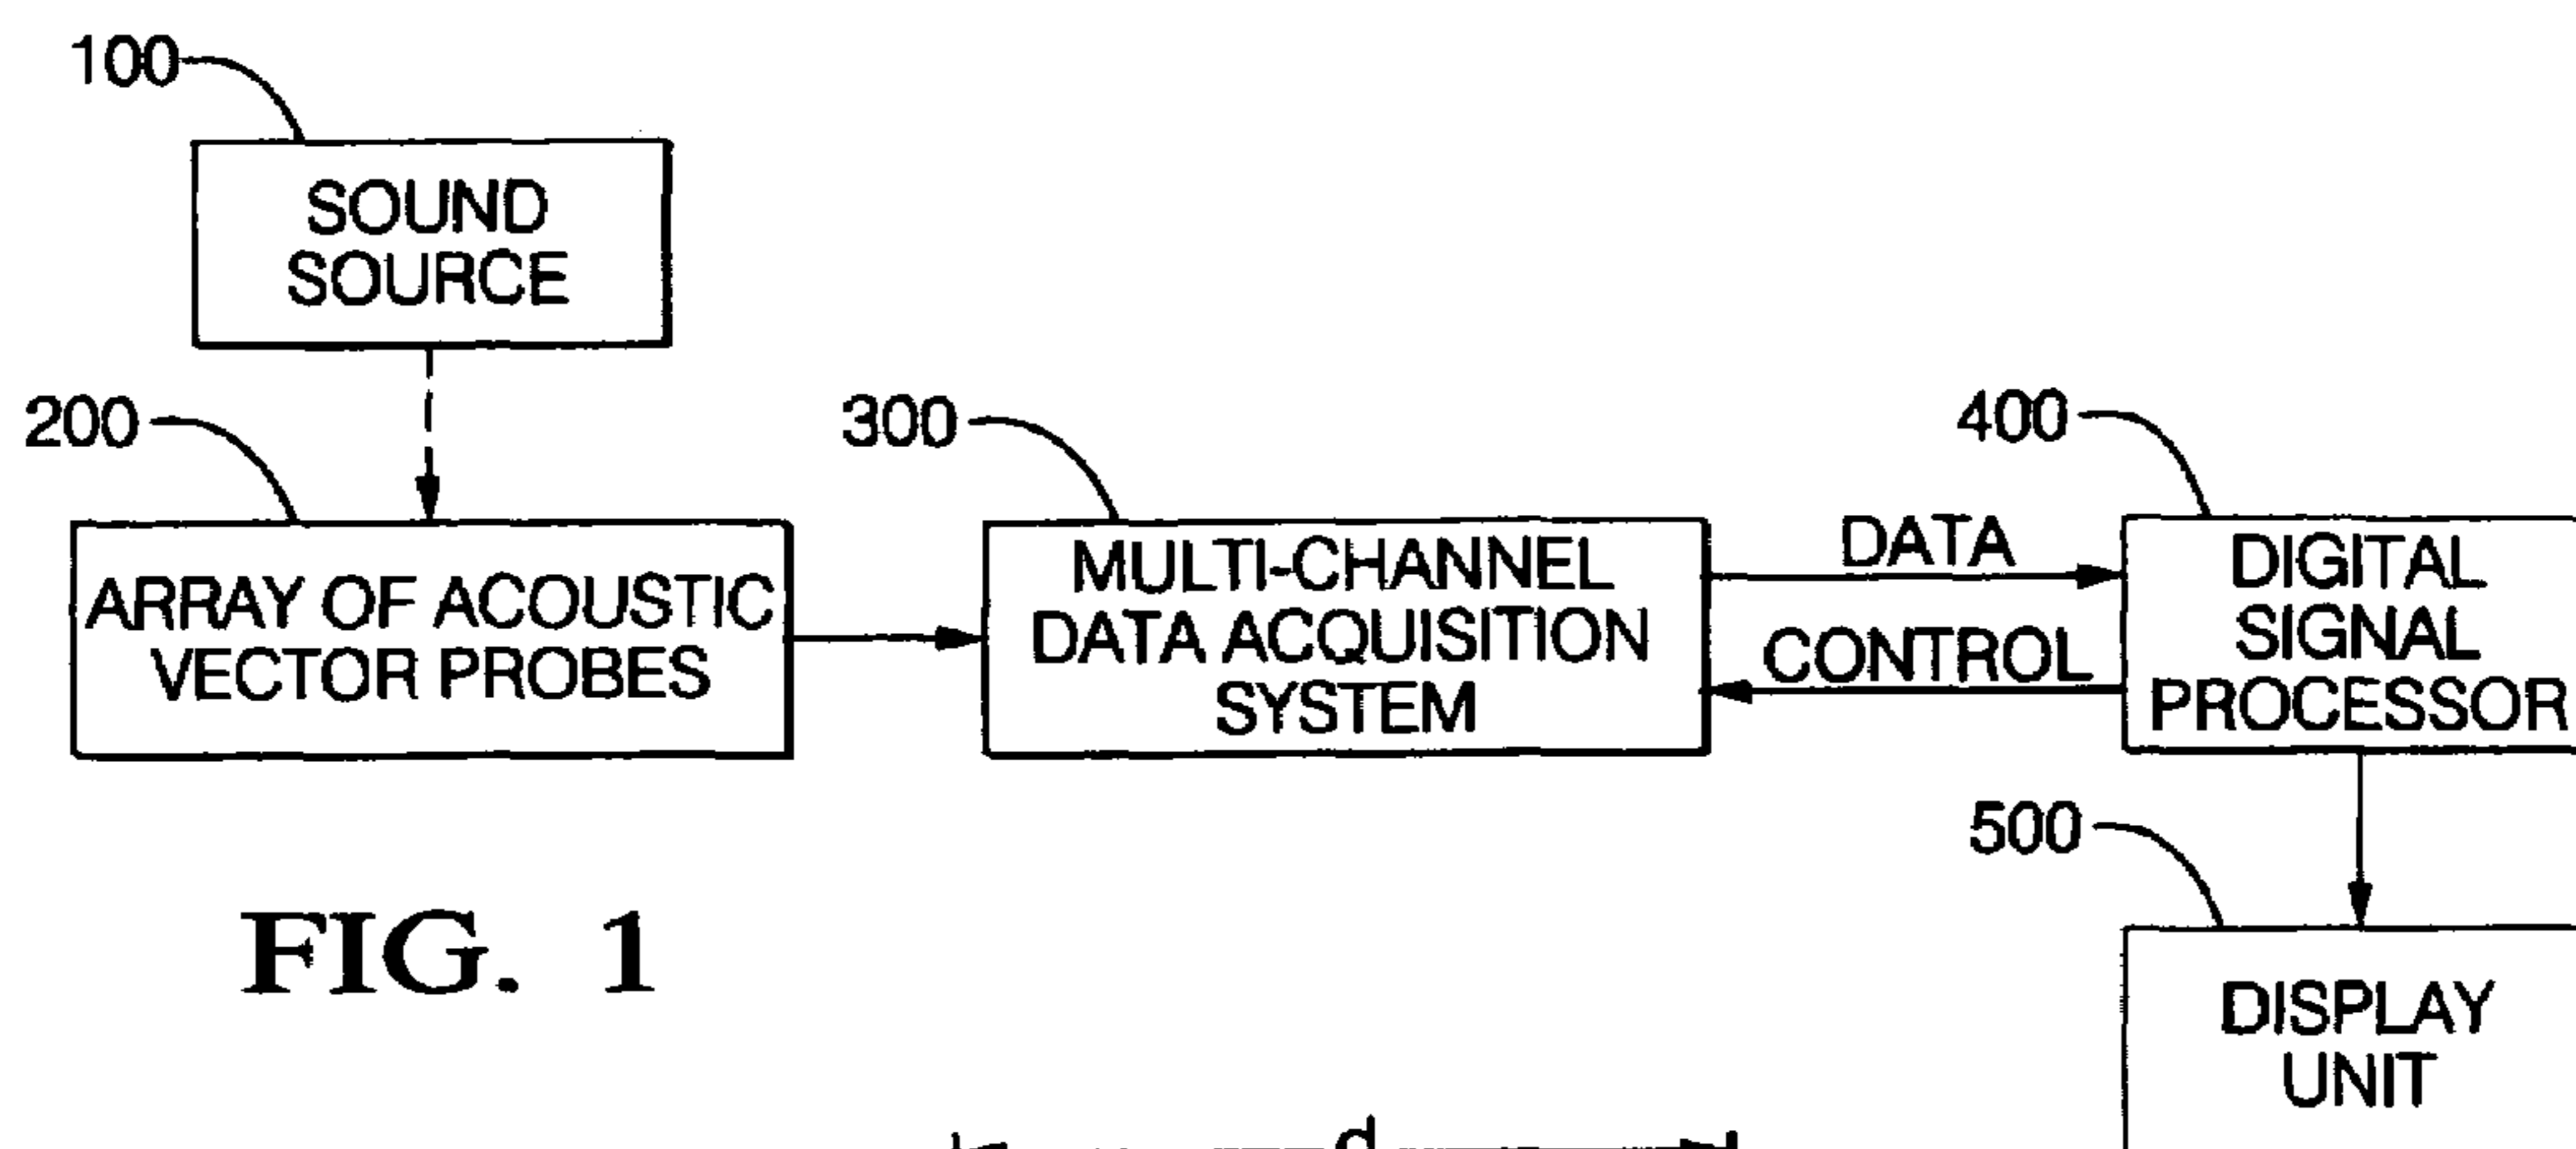 100
SOUND
SOURCE
200
ARRAY OF ACOUSTIC
VECTOR PROBES
300
MULTI-CHANNEL
DATA ACQUISITION
SYSTEM
DATA
CONTROL
400
DIGITAL
SIGNAL
PROCESSOR
500
DISPLAY
UNIT
FIG. 1
d